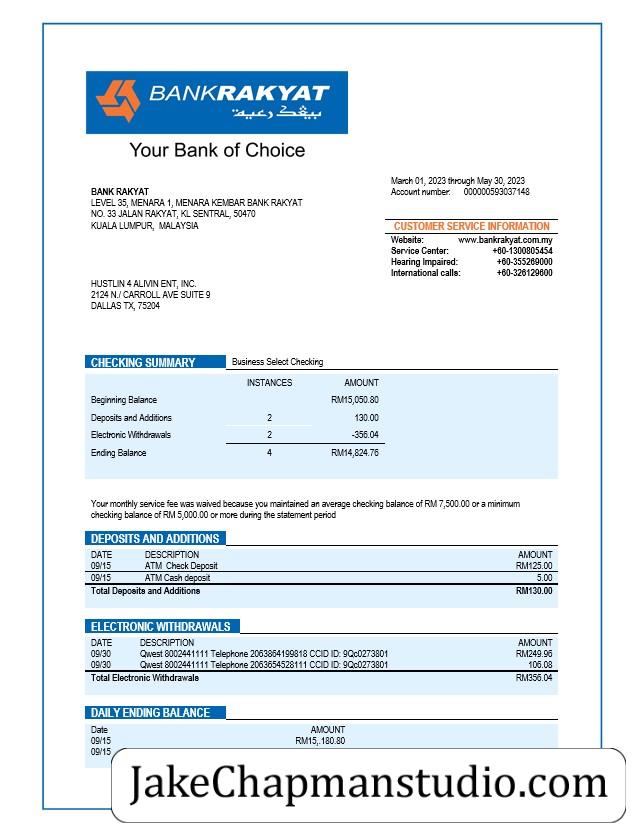 BANKRAKYAT
بيڠک رعية
Your Bank of Choice
March 01, 2023 through May 30, 2023
Account number: 000000593037148
BANK RAKYAT
LEVEL 35, MENARA 1, MENARA KEMBAR BANK RAKYAT
NO. 33 JALAN RAKYAT, KL SENTRAL, 50470
KUALA LUMPUR, MALAYSIA
CUSTOMER SERVICE INFORMATION
Website: www.bankrakyat.com.my
Service Center: +60-1300805454
Hearing Impaired: +60-355269000
International calls: +60-326129600
HUSTLIN 4 ALIVIN ENT, INC.
2124 N./ CARROLL AVE SUITE 9
DALLAS TX, 75204
CHECKING SUMMARY Business Select Checking
INSTANCES AMOUNT
Beginning Balance RM15,050.80
Deposits and Additions 2 130.00
Electronic Withdrawals 2 -356.04
Ending Balance 4 RM14,824.76
Your monthly service fee was waived because you maintained an average checking balance of RM 7,500.00 or a minimum
checking balance of RM 5,000.00 or more during the statement period
DEPOSITS AND ADDITIONS
DATE DESCRIPTION AMOUNT
09/15 ATM Check Deposit RM125.00
09/15 ATM Cash deposit 5.00
Total Deposits and Additions RM130.00
ELECTRONIC WITHDRAWALS
DATE DESCRIPTION AMOUNT
09/30 Qwest 8002441111 Telephone 2063864199818 CCID ID: 9Qc0273801 RM249.96
09/30 Qwest 8002441111 Telephone 2063654528111 CCID ID: 9Qc0273801 106.08
Total Electronic Withdrawals RM356.04
DAILY ENDING BALANCE
Date AMOUNT
09/15 RM15,.180.80
09/15
JakeChapmanstudio.com